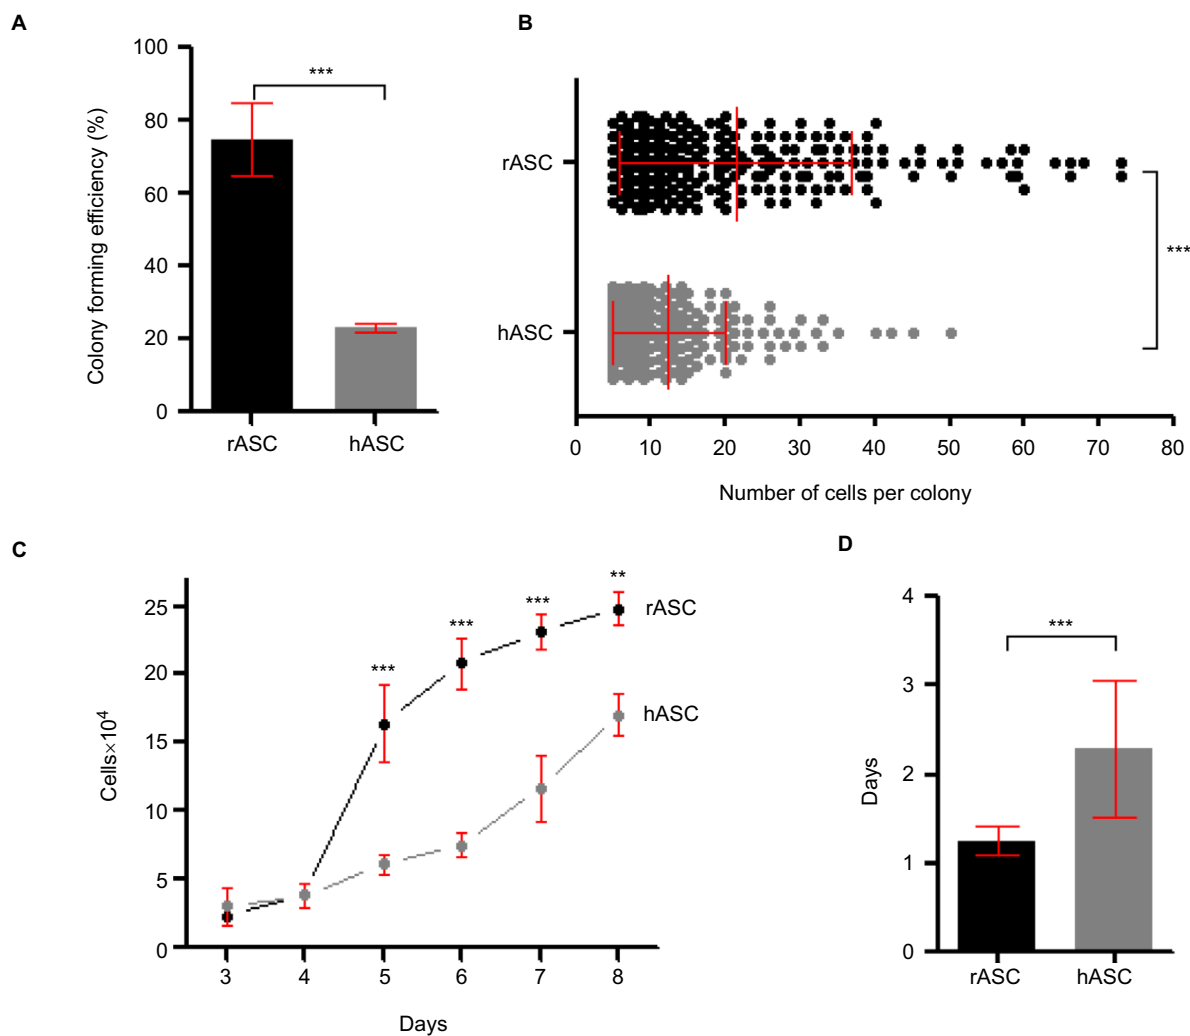 A
Colony forming efficiency (%)
100
80
60
40
20
0
***
rASC
hASC
B
rASC
hASC
***
0 10 20 30 40 50 60 70 80
Number of cells per colony
C
Cells×10⁴
25
20
15
10
5
0
***
***
***
**
rASC
hASC
3 4 5 6 7 8
Days
D
Days
4
3
2
1
0
***
rASC
hASC